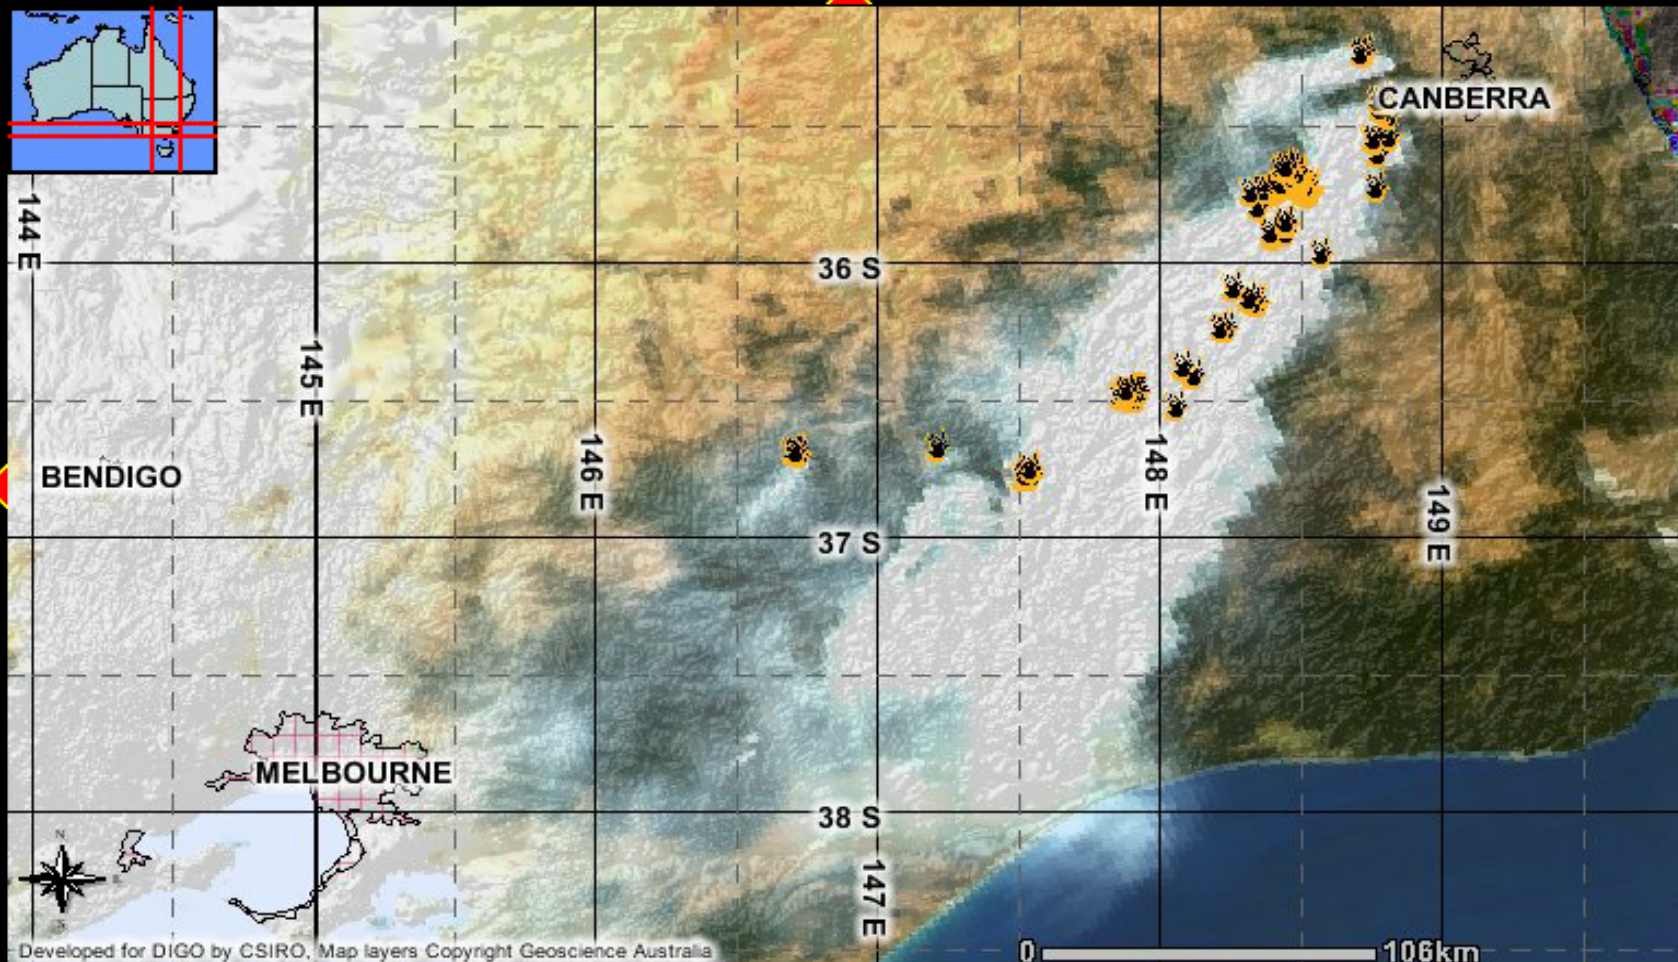 CANBERRA
144 E
36 S
145 E
146 E
148 E
BENDIGO
149 E
37 S
MELBOURNE
38 S
N
147 E
Developed for DIGO by CSIRO, Map layers Copyright Geoscience Australia
0 106km